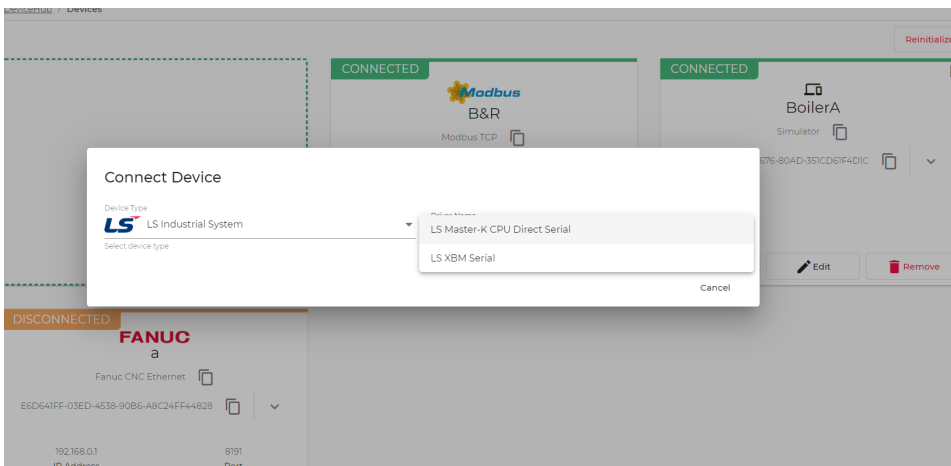 DeviceHub / Devices
Reinitialize
CONNECTED
Modbus
B&R
Modbus TCP
CONNECTED
BoilerA
Simulator
676-80AD-351CD61F4D1C
Connect Device
Device Type
LS LS Industrial System
Select device type
Driver Name
LS Master-K CPU Direct Serial
LS XBM Serial
Cancel
Edit
Remove
DISCONNECTED
FANUC
a
Fanuc CNC Ethernet
E6D641FF-03ED-4538-90B6-A8C24FF44828
192.168.0.1
8191
IP Address
Port